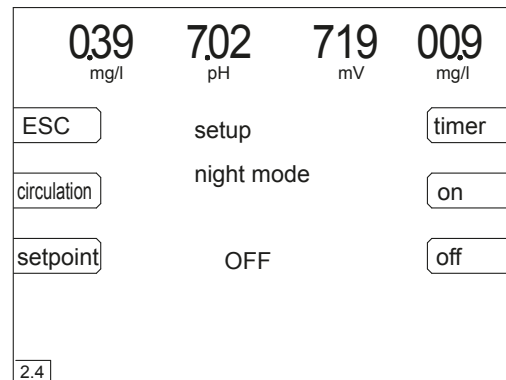 0.39 7.02 719 00.9
mg/l pH mV mg/l
ESC setup timer
night mode
circulation on
setpoint OFF off
2.4